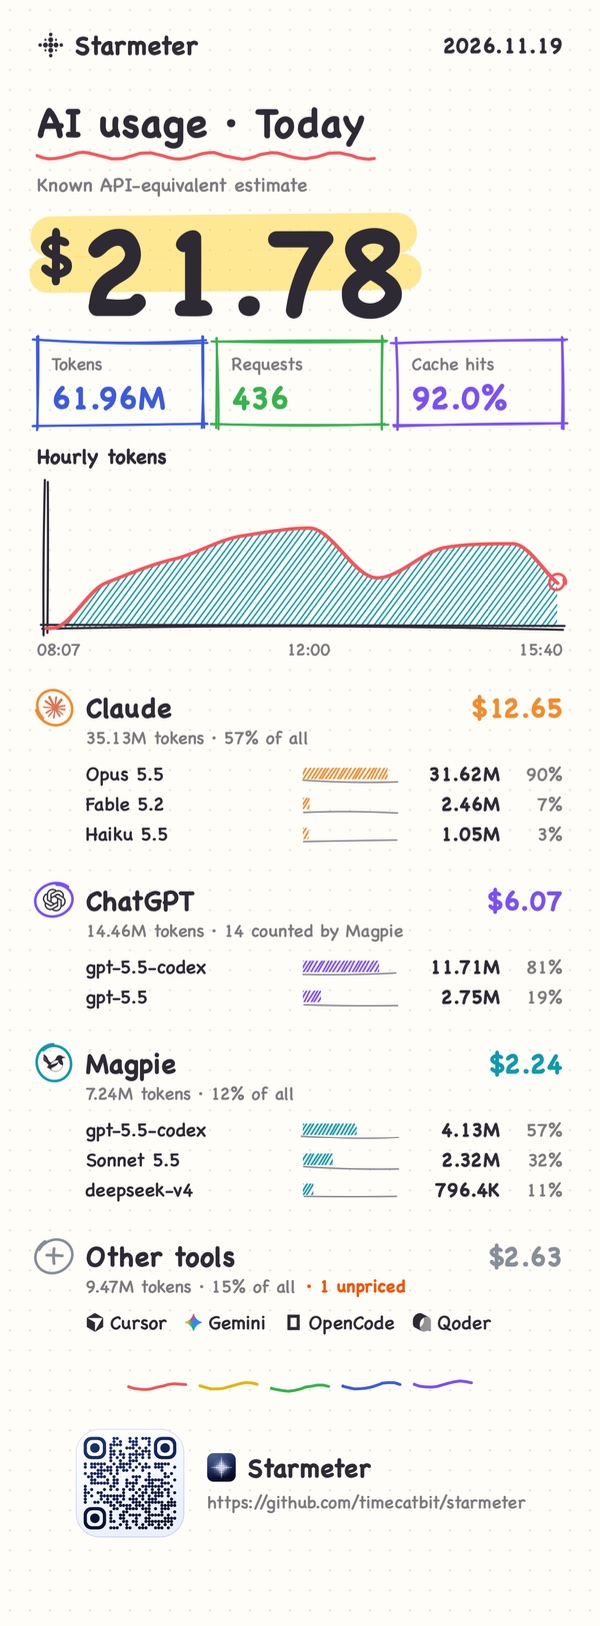 Starmeter 2026.11.19
AI usage · Today
Known API-equivalent estimate
$21.78
Tokens Requests Cache hits
61.96M 436 92.0%
Hourly tokens
08:07 12:00 15:40
Claude $12.65
35.13M tokens · 57% of all
Opus 5.5 31.62M 90%
Fable 5.2 2.46M 7%
Haiku 5.5 1.05M 3%
ChatGPT $6.07
14.46M tokens · 14 counted by Magpie
gpt-5.5-codex 11.71M 81%
gpt-5.5 2.75M 19%
Magpie $2.24
7.24M tokens · 12% of all
gpt-5.5-codex 4.13M 57%
Sonnet 5.5 2.32M 32%
deepseek-v4 796.4K 11%
Other tools $2.63
9.47M tokens · 15% of all · 1 unpriced
Cursor Gemini OpenCode Qoder
Starmeter
https://github.com/timecatbit/starmeter